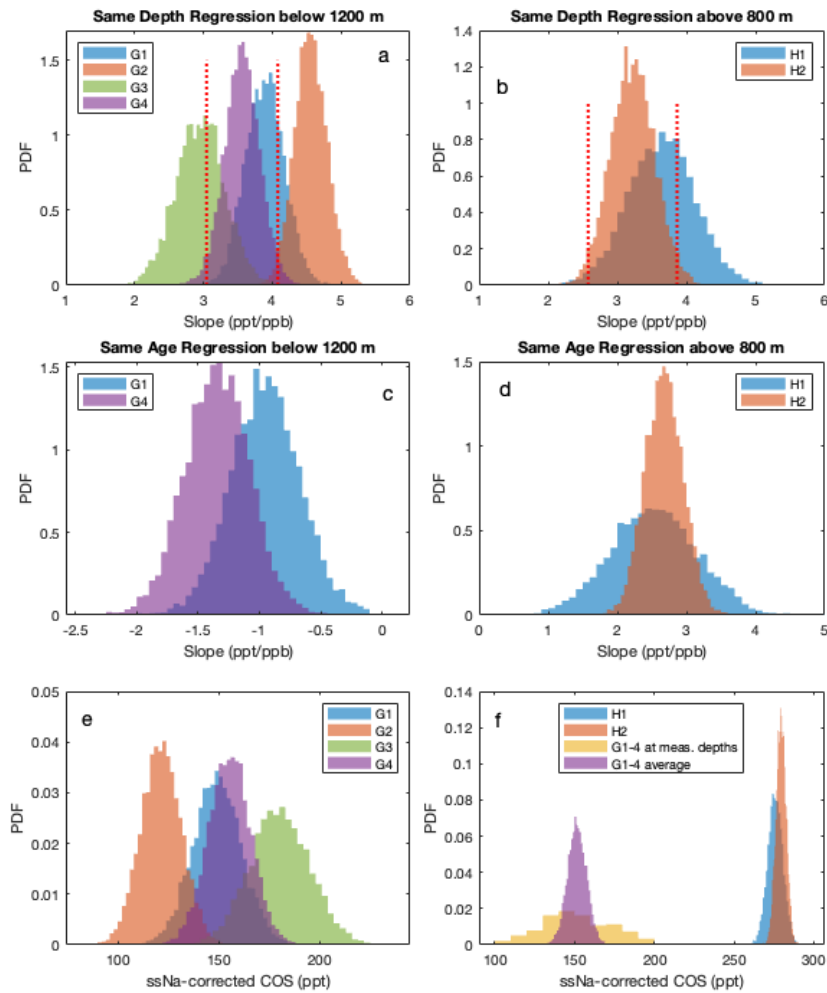 Same Depth Regression below 1200 m
a
G1
G2
G3
G4
PDF
0
0.5
1
1.5
1
2
3
4
5
6
Slope (ppt/ppb)
Same Depth Regression above 800 m
b
H1
H2
PDF
0
0.2
0.4
0.6
0.8
1
1.2
1.4
1
2
3
4
5
6
Slope (ppt/ppb)
Same Age Regression below 1200 m
c
G1
G4
PDF
0
0.5
1
1.5
-2.5
-2
-1.5
-1
-0.5
0
Slope (ppt/ppb)
Same Age Regression above 800 m
d
H1
H2
PDF
0
0.5
1
1.5
0
1
2
3
4
5
Slope (ppt/ppb)
e
G1
G2
G3
G4
PDF
0
0.01
0.02
0.03
0.04
0.05
100
150
200
ssNa-corrected COS (ppt)
f
H1
H2
G1-4 at meas. depths
G1-4 average
PDF
0
0.02
0.04
0.06
0.08
0.1
0.12
0.14
100
150
200
250
300
ssNa-corrected COS (ppt)